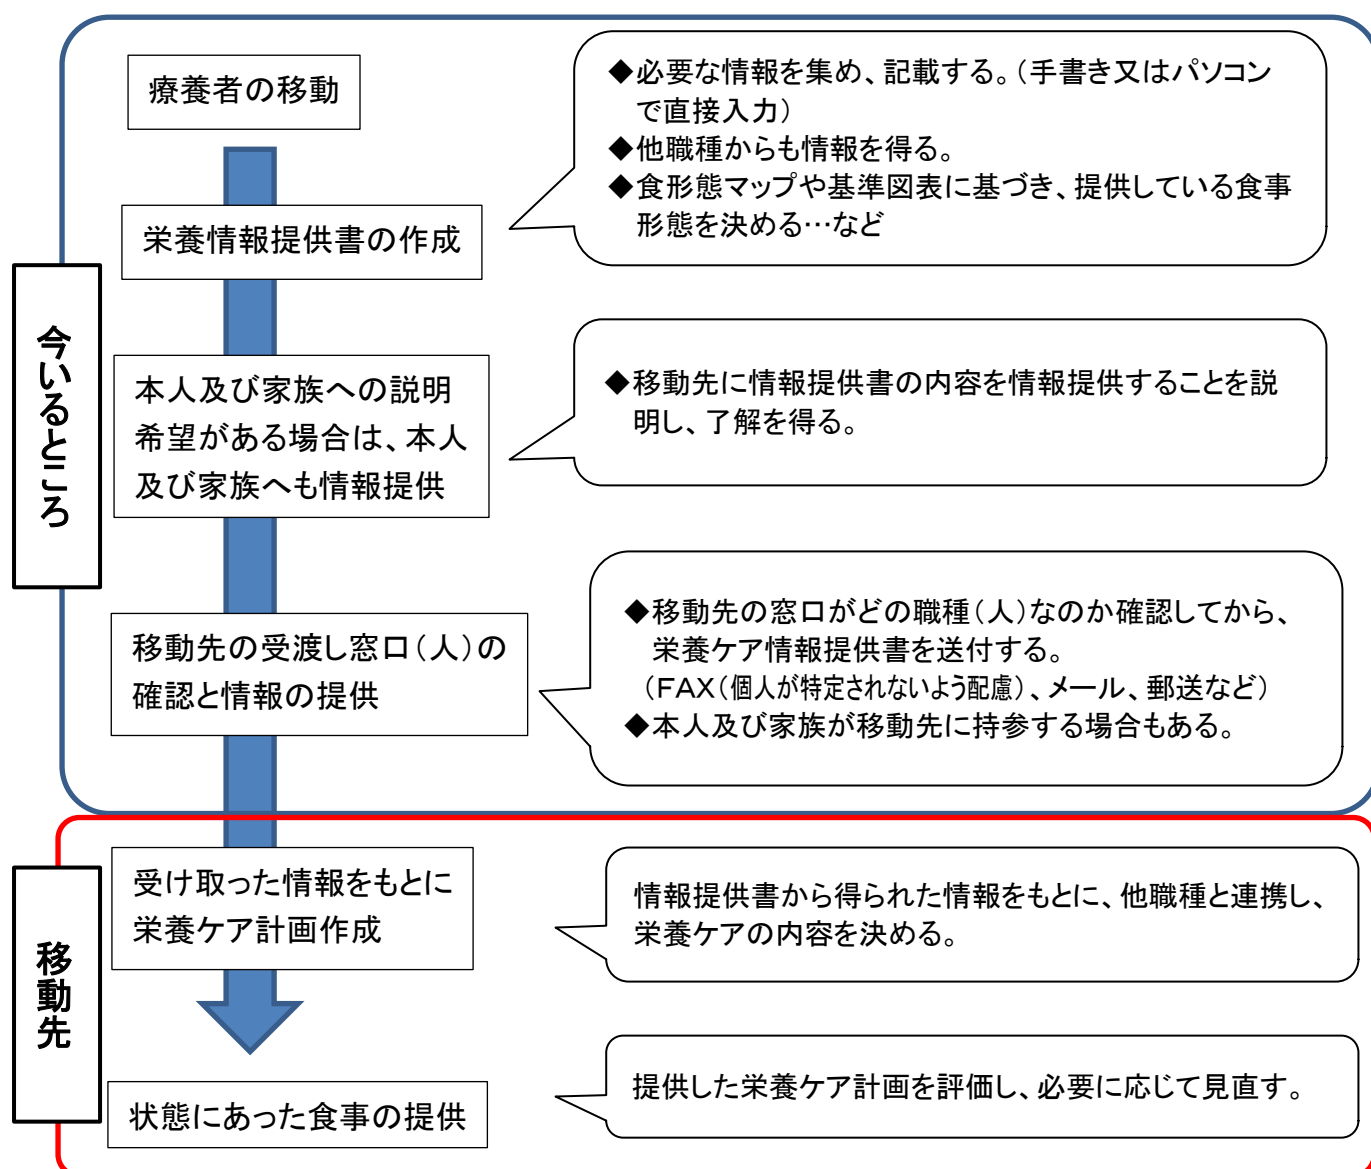 今いるところ
療養者の移動
◆必要な情報を集め、記載する。（手書き又はパソコン
で直接入力）
◆他職種からも情報を得る。
◆食形態マップや基準図表に基づき、提供している食事
形態を決める…など
栄養情報提供書の作成
本人及び家族への説明
希望がある場合は、本人
及び家族へも情報提供
◆移動先に情報提供書の内容を情報提供することを説
明し、了解を得る。
移動先の受渡し窓口（人）の
確認と情報の提供
◆移動先の窓口がどの職種（人）なのか確認してから、
栄養ケア情報提供書を送付する。
（FAX（個人が特定されないよう配慮）、メール、郵送など）
◆本人及び家族が移動先に持参する場合もある。
移動先
受け取った情報をもとに
栄養ケア計画作成
情報提供書から得られた情報をもとに、他職種と連携し、
栄養ケアの内容を決める。
状態にあった食事の提供
提供した栄養ケア計画を評価し、必要に応じて見直す。